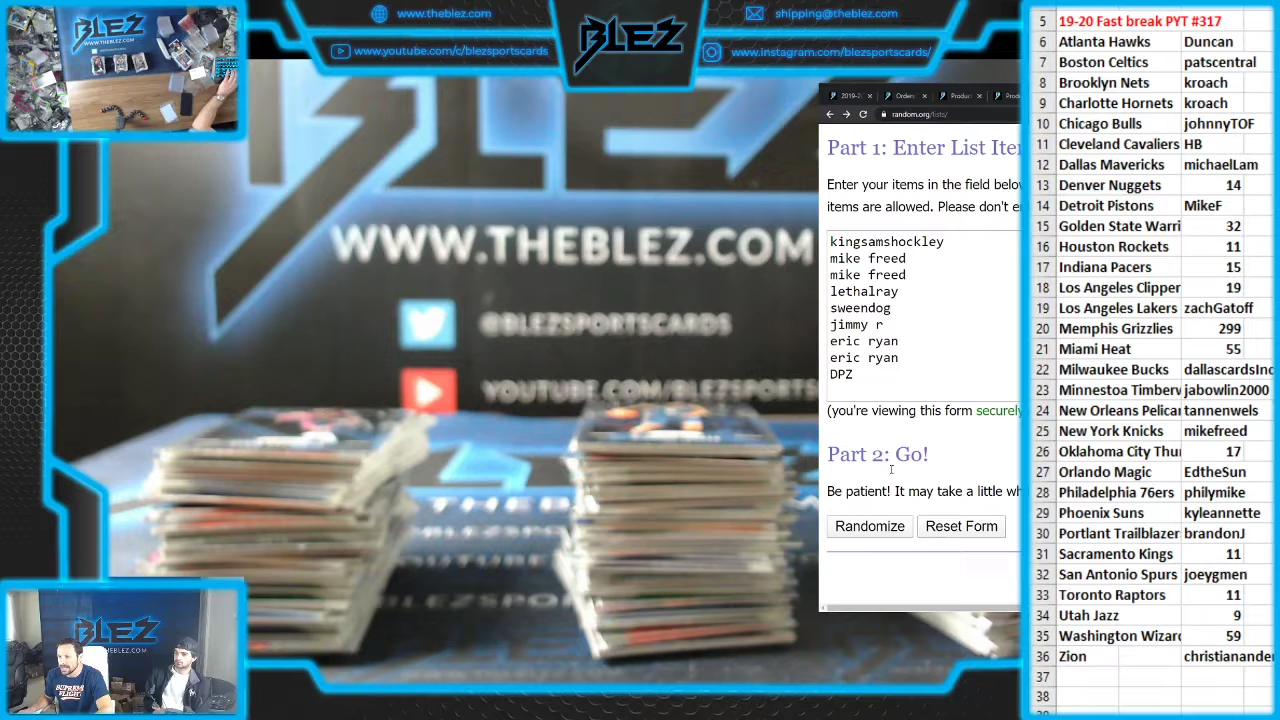 www.theblez.com
www.youtube.com/c/blezsportscards
BLEZ
shipping@theblez.com
www.instagram.com/blezsportscards/
WWW.THEBLEZ.COM
@BLEZSPORTSCARDS
YOUTUBE.COM/BLEZSPORTS
random.org/lists/
Part 1: Enter List Ite
Enter your items in the field belo
items are allowed. Please don't e
kingsamshockley
mike freed
mike freed
lethalray
sweendog
jimmy r
eric ryan
eric ryan
DPZ
(you're viewing this form securely
Part 2: Go!
Be patient! It may take a little wh
Randomize
Reset Form
5 19-20 Fast break PYT #317
6 Atlanta Hawks Duncan
7 Boston Celtics patscentral
8 Brooklyn Nets kroach
9 Charlotte Hornets kroach
10 Chicago Bulls johnnyTOF
11 Cleveland Cavaliers HB
12 Dallas Mavericks michaelLam
13 Denver Nuggets 14
14 Detroit Pistons MikeF
15 Golden State Warri 32
16 Houston Rockets 11
17 Indiana Pacers 15
18 Los Angeles Clipper 19
19 Los Angeles Lakers zachGatoff
20 Memphis Grizzlies 299
21 Miami Heat 55
22 Milwaukee Bucks dallascardsInc
23 Minnestoa Timberv jabowlin2000
24 New Orleans Pelica tannenwels
25 New York Knicks mikefreed
26 Oklahoma City Thu 17
27 Orlando Magic EdtheSun
28 Philadelphia 76ers phillymike
29 Phoenix Suns kyleannette
30 Portlant Trailblazer brandonJ
31 Sacramento Kings 11
32 San Antonio Spurs joeygmen
33 Toronto Raptors 11
34 Utah Jazz 9
35 Washington Wizard 59
36 Zion christianande
37
38
BLEZ
THEBLEZ.COM